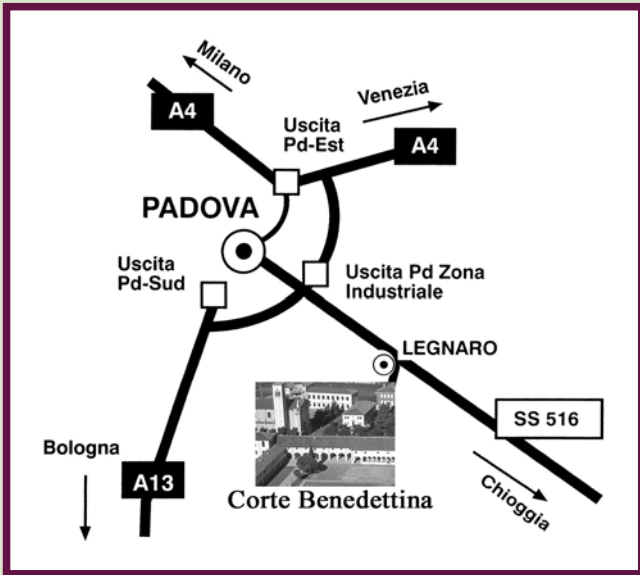 Milano
A4
Venezia
Uscita
Pd-Est
A4
PADOVA
Uscita
Pd-Sud
Uscita Pd Zona
Industriale
LEGNARO
SS 516
Bologna
A13
Corte Benedettina
Chioggia